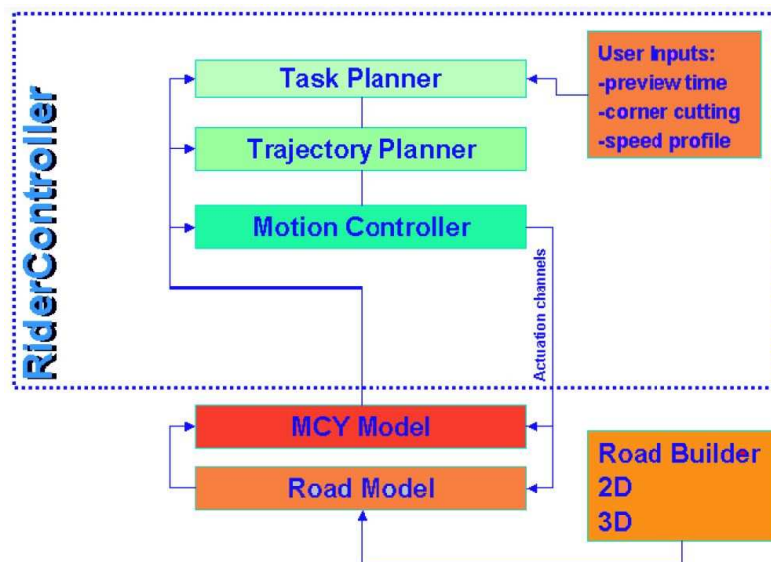 RiderController
Task Planner
Trajectory Planner
Motion Controller
User Inputs:
-preview time
-corner cutting
-speed profile
Actuation channels
MCY Model
Road Model
Road Builder
2D
3D